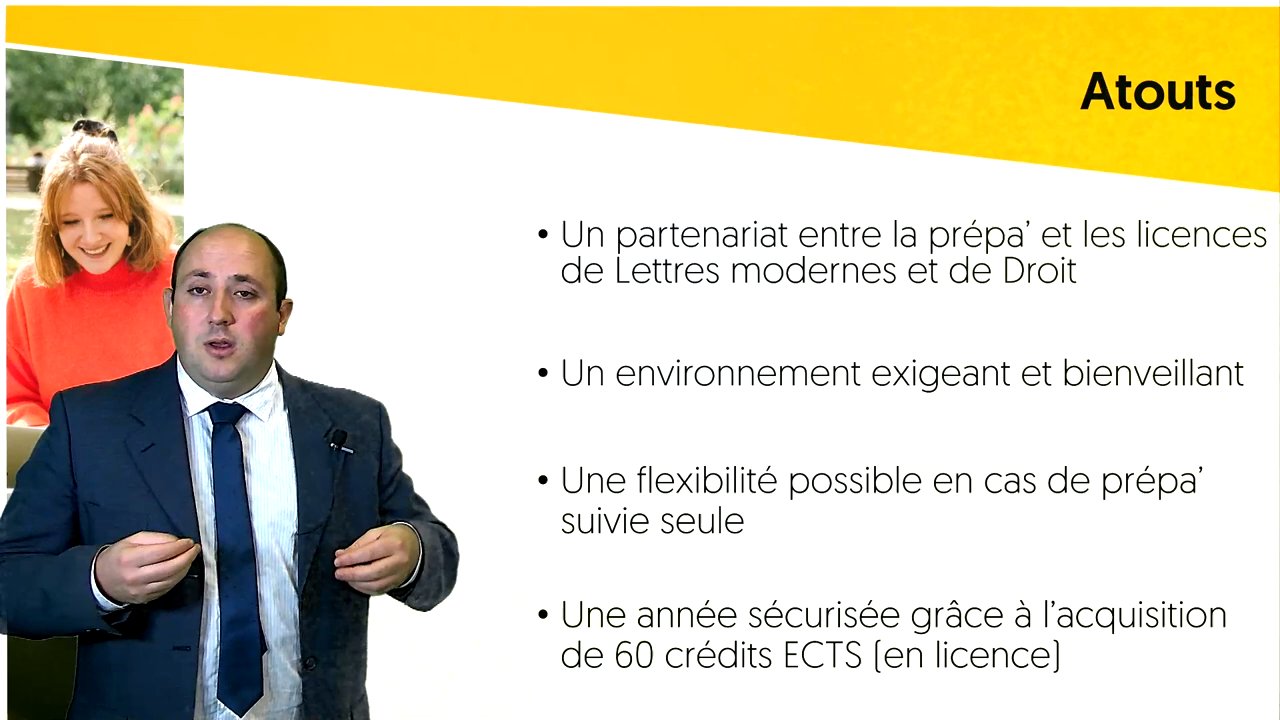 Atouts
• Un partenariat entre la prépa’ et les licences
de Lettres modernes et de Droit
• Un environnement exigeant et bienveillant
• Une flexibilité possible en cas de prépa’
suivie seule
• Une année sécurisée grâce à l’acquisition
de 60 crédits ECTS (en licence)